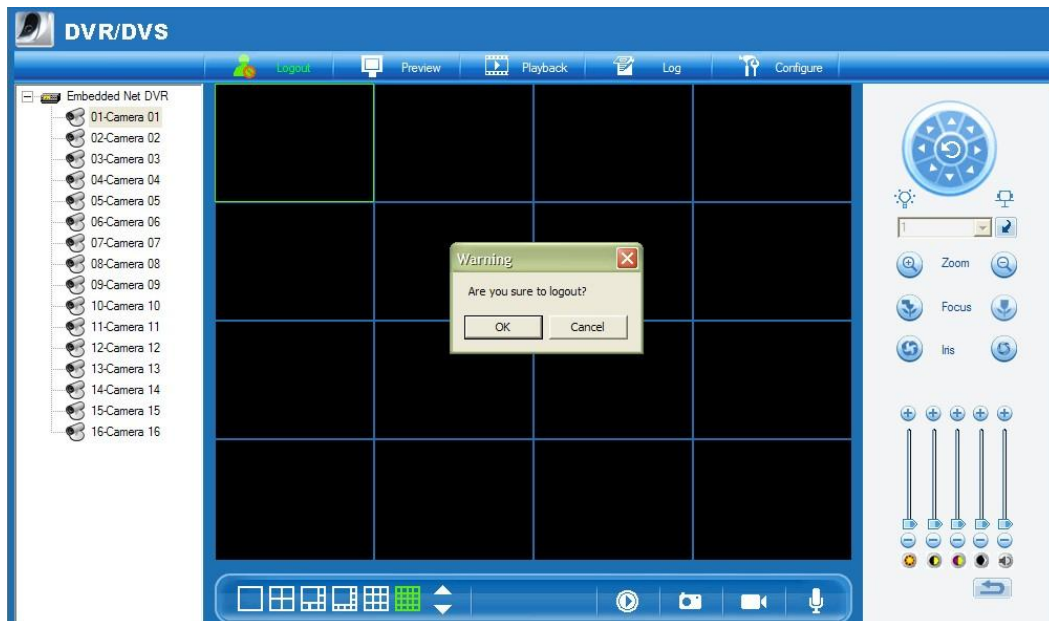 DVR/DVS
Logout
Preview
Playback
Log
Configure
Embedded Net DVR
01-Camera 01
02-Camera 02
03-Camera 03
04-Camera 04
05-Camera 05
06-Camera 06
07-Camera 07
08-Camera 08
09-Camera 09
10-Camera 10
11-Camera 11
12-Camera 12
13-Camera 13
14-Camera 14
15-Camera 15
16-Camera 16
Warning
Are you sure to logout?
OK
Cancel
1
Zoom
Focus
Iris